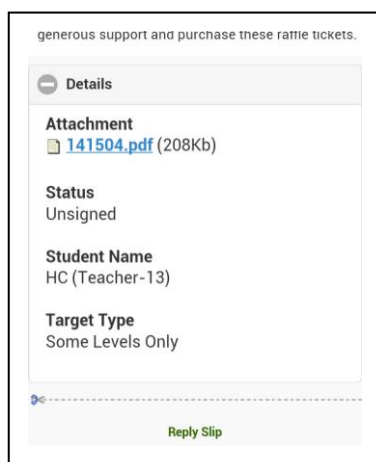 generous support and purchase these raffle tickets.
Details
Attachment
141504.pdf (208Kb)
Status
Unsigned
Student Name
HC (Teacher-13)
Target Type
Some Levels Only
Reply Slip